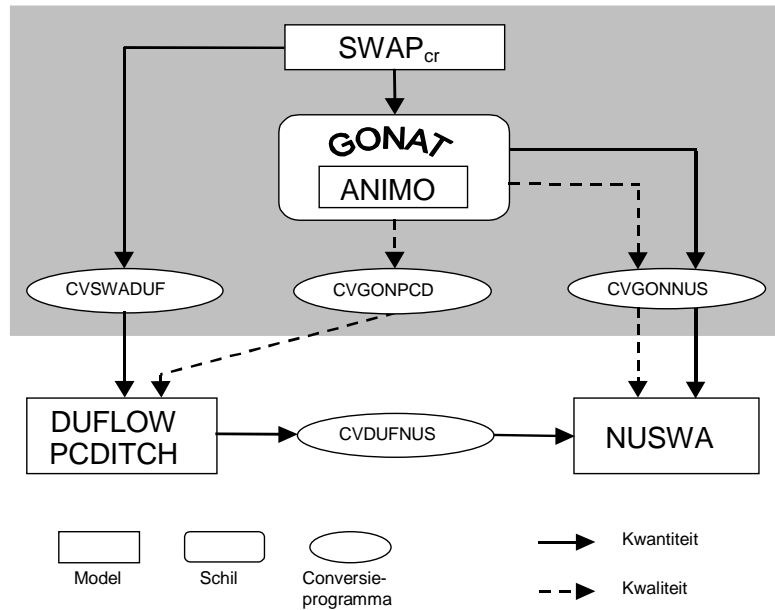 SWAPcr
GONAT
ANIMO
CVSWADUF
CVGONPCD
CVGONNUS
DUFLOW
PCDITCH
CVDUFNUS
NUSWA
Model
Schil
Conversie-
programma
Kwantiteit
Kwaliteit